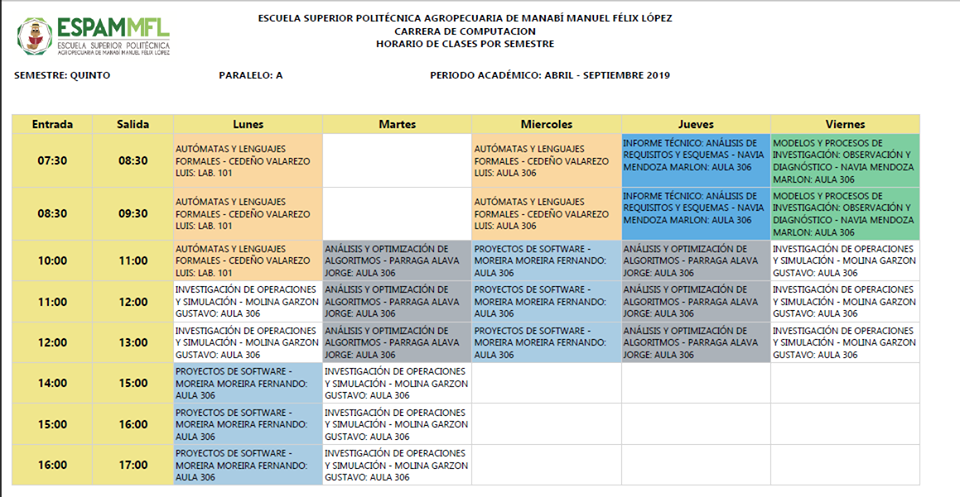 ESPAMMFL
ESCUELA SUPERIOR POLITÉCNICA
AGROPECUARIA DE MANABÍ MANUEL FÉLIX LÓPEZ
ESCUELA SUPERIOR POLITÉCNICA AGROPECUARIA DE MANABÍ MANUEL FÉLIX LÓPEZ
CARRERA DE COMPUTACION
HORARIO DE CLASES POR SEMESTRE
SEMESTRE: QUINTO PARALELO: A PERIODO ACADÉMICO: ABRIL - SEPTIEMBRE 2019
Entrada Salida Lunes Martes Miercoles Jueves Viernes
07:30 08:30
AUTÓMATAS Y LENGUAJES
FORMALES - CEDEÑO VALAREZO
LUIS: LAB. 101
AUTÓMATAS Y LENGUAJES
FORMALES - CEDEÑO VALAREZO
LUIS: AULA 306
INFORME TÉCNICO: ANÁLISIS DE
REQUISITOS Y ESQUEMAS - NAVIA
MENDOZA MARLON: AULA 306
MODELOS Y PROCESOS DE
INVESTIGACIÓN: OBSERVACIÓN Y
DIAGNÓSTICO - NAVIA MENDOZA
MARLON: AULA 306
08:30 09:30
AUTÓMATAS Y LENGUAJES
FORMALES - CEDEÑO VALAREZO
LUIS: LAB. 101
AUTÓMATAS Y LENGUAJES
FORMALES - CEDEÑO VALAREZO
LUIS: AULA 306
INFORME TÉCNICO: ANÁLISIS DE
REQUISITOS Y ESQUEMAS - NAVIA
MENDOZA MARLON: AULA 306
MODELOS Y PROCESOS DE
INVESTIGACIÓN: OBSERVACIÓN Y
DIAGNÓSTICO - NAVIA MENDOZA
MARLON: AULA 306
10:00 11:00
AUTÓMATAS Y LENGUAJES
FORMALES - CEDEÑO VALAREZO
LUIS: LAB. 101
ANÁLISIS Y OPTIMIZACIÓN DE
ALGORITMOS - PARRAGA ALAVA
JORGE: AULA 306
PROYECTOS DE SOFTWARE -
MOREIRA MOREIRA FERNANDO:
AULA 306
ANÁLISIS Y OPTIMIZACIÓN DE
ALGORITMOS - PARRAGA ALAVA
JORGE: AULA 306
INVESTIGACIÓN DE OPERACIONES
Y SIMULACIÓN - MOLINA GARZON
GUSTAVO: AULA 306
11:00 12:00
INVESTIGACIÓN DE OPERACIONES
Y SIMULACIÓN - MOLINA GARZON
GUSTAVO: AULA 306
ANÁLISIS Y OPTIMIZACIÓN DE
ALGORITMOS - PARRAGA ALAVA
JORGE: AULA 306
PROYECTOS DE SOFTWARE -
MOREIRA MOREIRA FERNANDO:
AULA 306
ANÁLISIS Y OPTIMIZACIÓN DE
ALGORITMOS - PARRAGA ALAVA
JORGE: AULA 306
INVESTIGACIÓN DE OPERACIONES
Y SIMULACIÓN - MOLINA GARZON
GUSTAVO: AULA 306
12:00 13:00
INVESTIGACIÓN DE OPERACIONES
Y SIMULACIÓN - MOLINA GARZON
GUSTAVO: AULA 306
ANÁLISIS Y OPTIMIZACIÓN DE
ALGORITMOS - PARRAGA ALAVA
JORGE: AULA 306
PROYECTOS DE SOFTWARE -
MOREIRA MOREIRA FERNANDO:
AULA 306
ANÁLISIS Y OPTIMIZACIÓN DE
ALGORITMOS - PARRAGA ALAVA
JORGE: AULA 306
INVESTIGACIÓN DE OPERACIONES
Y SIMULACIÓN - MOLINA GARZON
GUSTAVO: AULA 306
14:00 15:00
PROYECTOS DE SOFTWARE -
MOREIRA MOREIRA FERNANDO:
AULA 306
INVESTIGACIÓN DE OPERACIONES
Y SIMULACIÓN - MOLINA GARZON
GUSTAVO: AULA 306
15:00 16:00
PROYECTOS DE SOFTWARE -
MOREIRA MOREIRA FERNANDO:
AULA 306
INVESTIGACIÓN DE OPERACIONES
Y SIMULACIÓN - MOLINA GARZON
GUSTAVO: AULA 306
16:00 17:00
PROYECTOS DE SOFTWARE -
MOREIRA MOREIRA FERNANDO:
AULA 306
INVESTIGACIÓN DE OPERACIONES
Y SIMULACIÓN - MOLINA GARZON
GUSTAVO: AULA 306